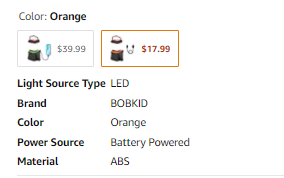 Color: Orange
$39.99 $17.99
Light Source Type LED
Brand BOBKID
Color Orange
Power Source Battery Powered
Material ABS